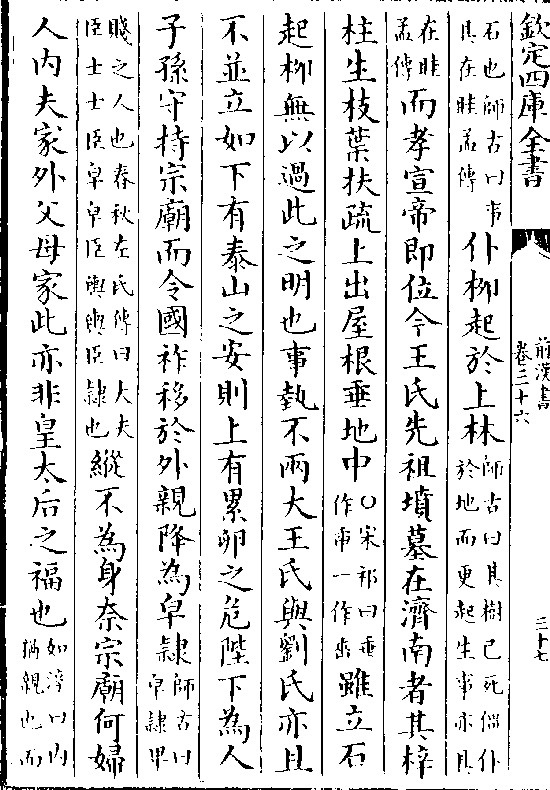 欽定四庫全書
前漢書
卷三十六
三十七
石也師古曰事
具在眭孟傳
仆柳起於上林
師古曰其樹已死偃仆
於地而更起生事亦具
在眭
孟傳
而孝宣帝即位今王氏先祖墳墓在濟南者其梓
柱生枝葉扶疏上出屋根垂地中
○宋祁曰垂
作臿一作
雖立石
起柳無以過此之明也事埶不兩大王氏與劉氏亦且
不並立如下有泰山之安則上有累卵之危陛下為人
子孫守持宗廟而令國祚移於外親降為皁隸
師古曰
皁隸卑
賤之人也春秋左氏傳曰大夫
臣士士臣皁皁臣輿輿臣隸也
縱不為身奈宗廟何婦
人內夫家外父母家此亦非皇太后之福也
如淳曰內
猶親也而